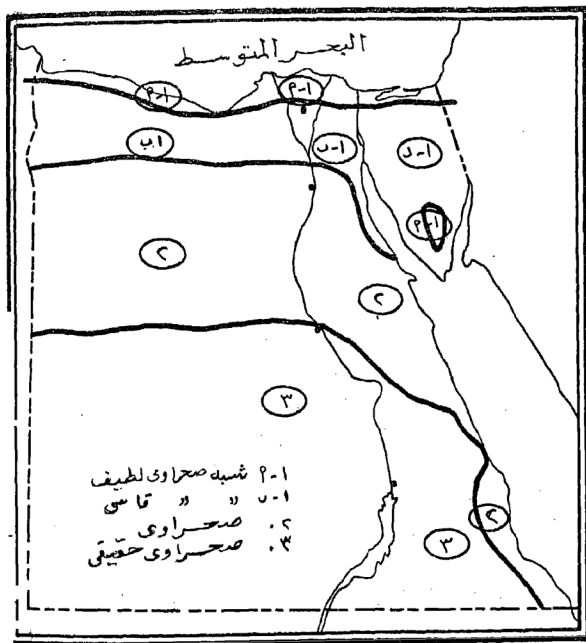 البحر المتوسط
١-م
١-م
ب.١
١-ب
١-ب
١-م
٢
٢
٣
٢
٣
١-م شبه صحراوى لطيف
١-ب " " قاسى
٢. صحراوى
٣. صحراوى حقيقى